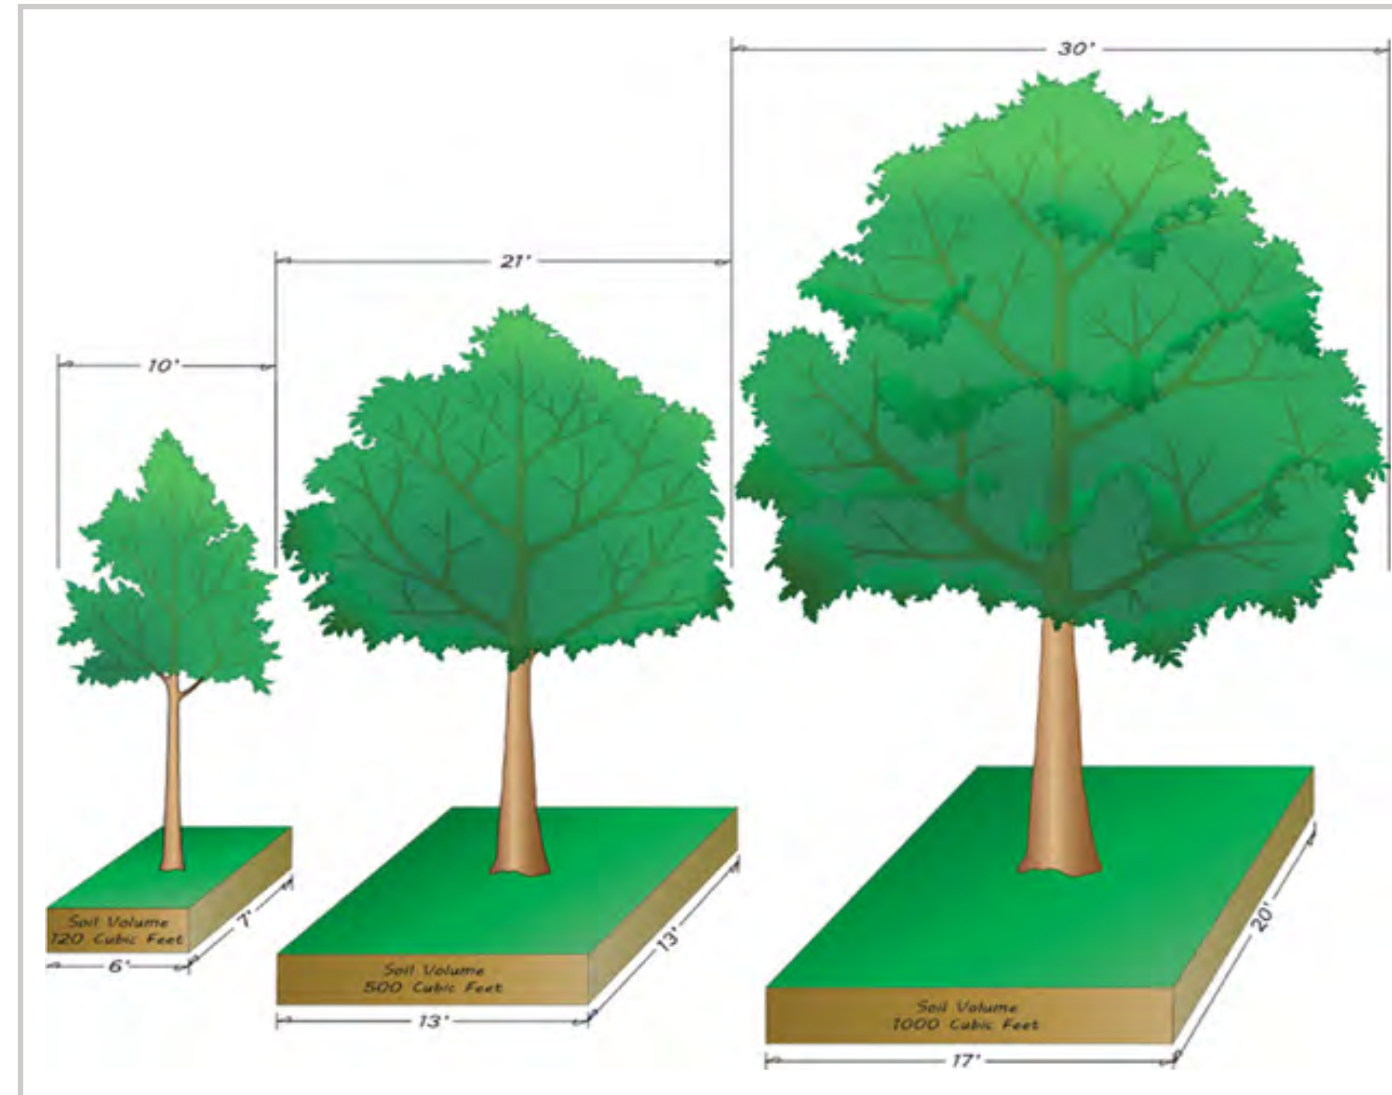 30'
21'
10'
Soil Volume
120 Cubic Feet
7'
6'
Soil Volume
500 Cubic Feet
13'
13'
Soil Volume
1000 Cubic Feet
20'
17'